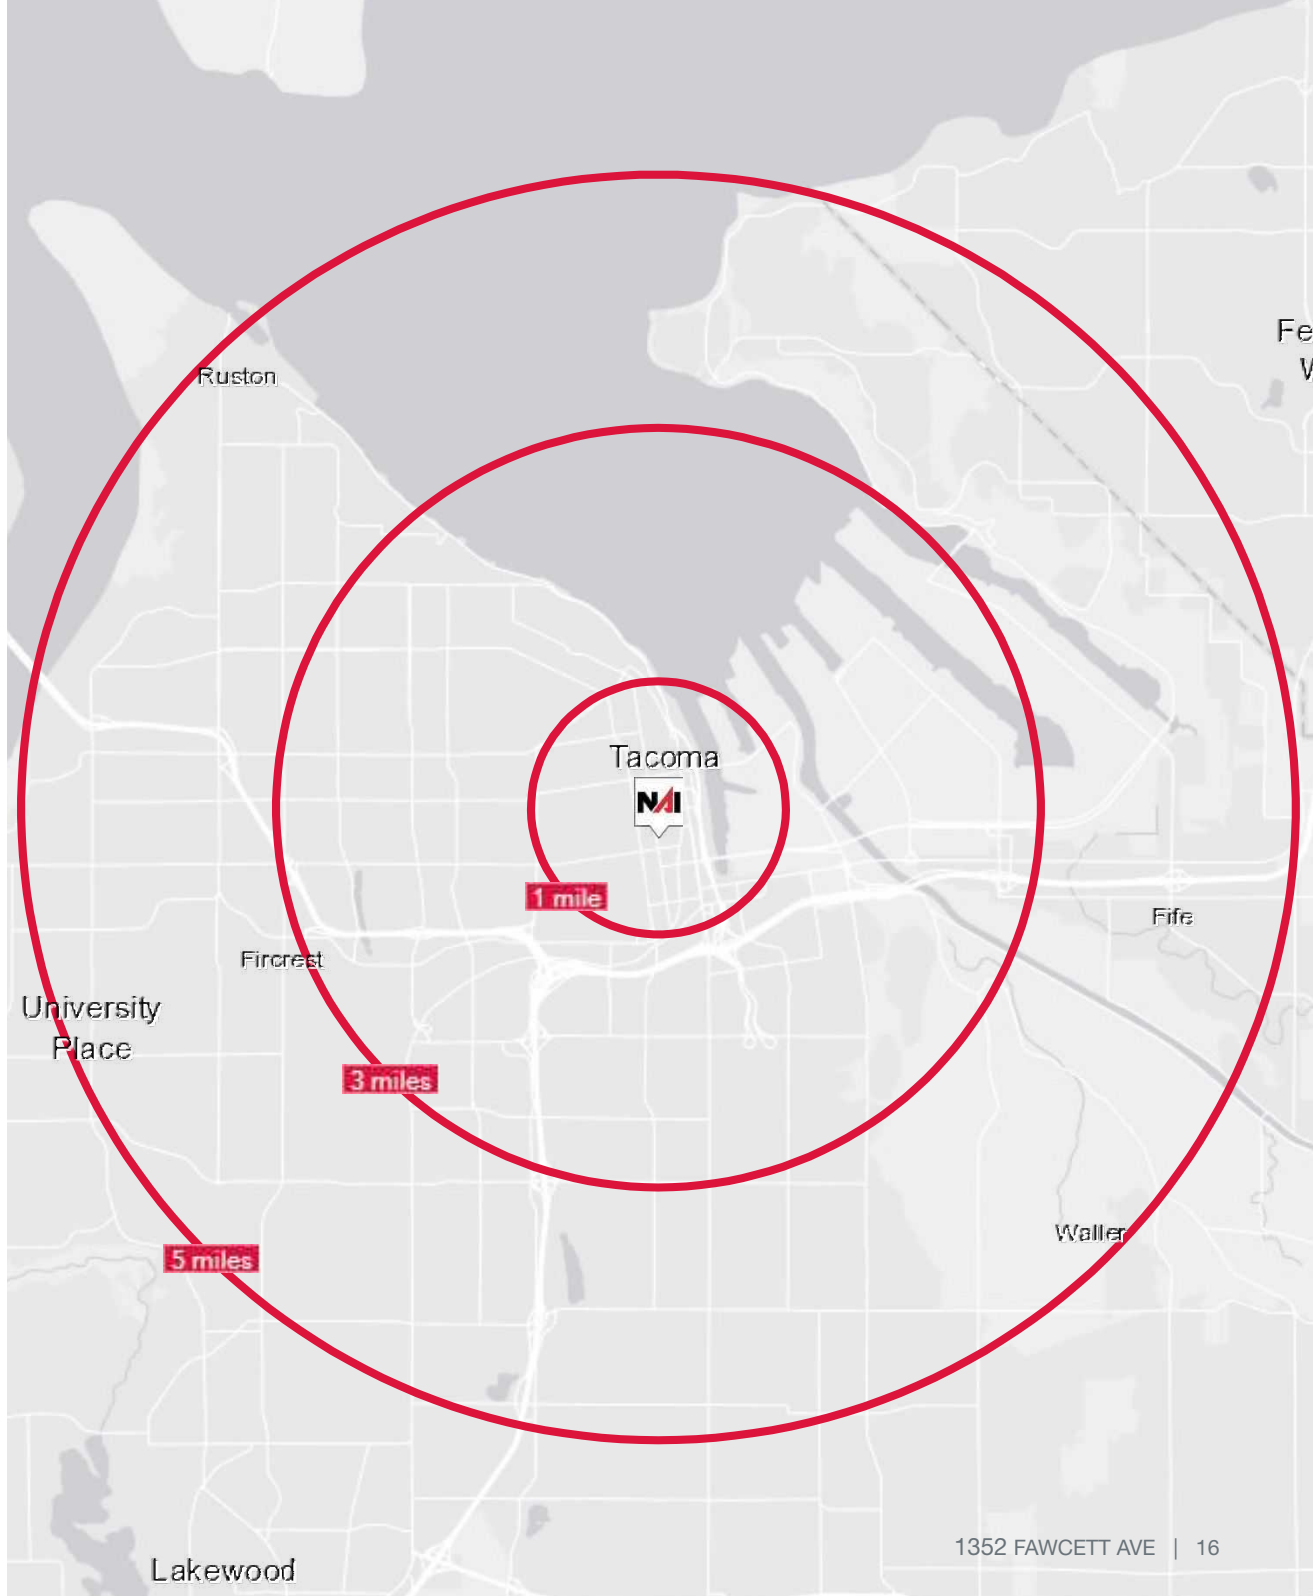 Fe
W
Ruston
Tacoma
NAI
1 mile
Fife
Fircrest
University
Place
3 miles
Waller
5 miles
1352 FAWCETT AVE | 16
Lakewood